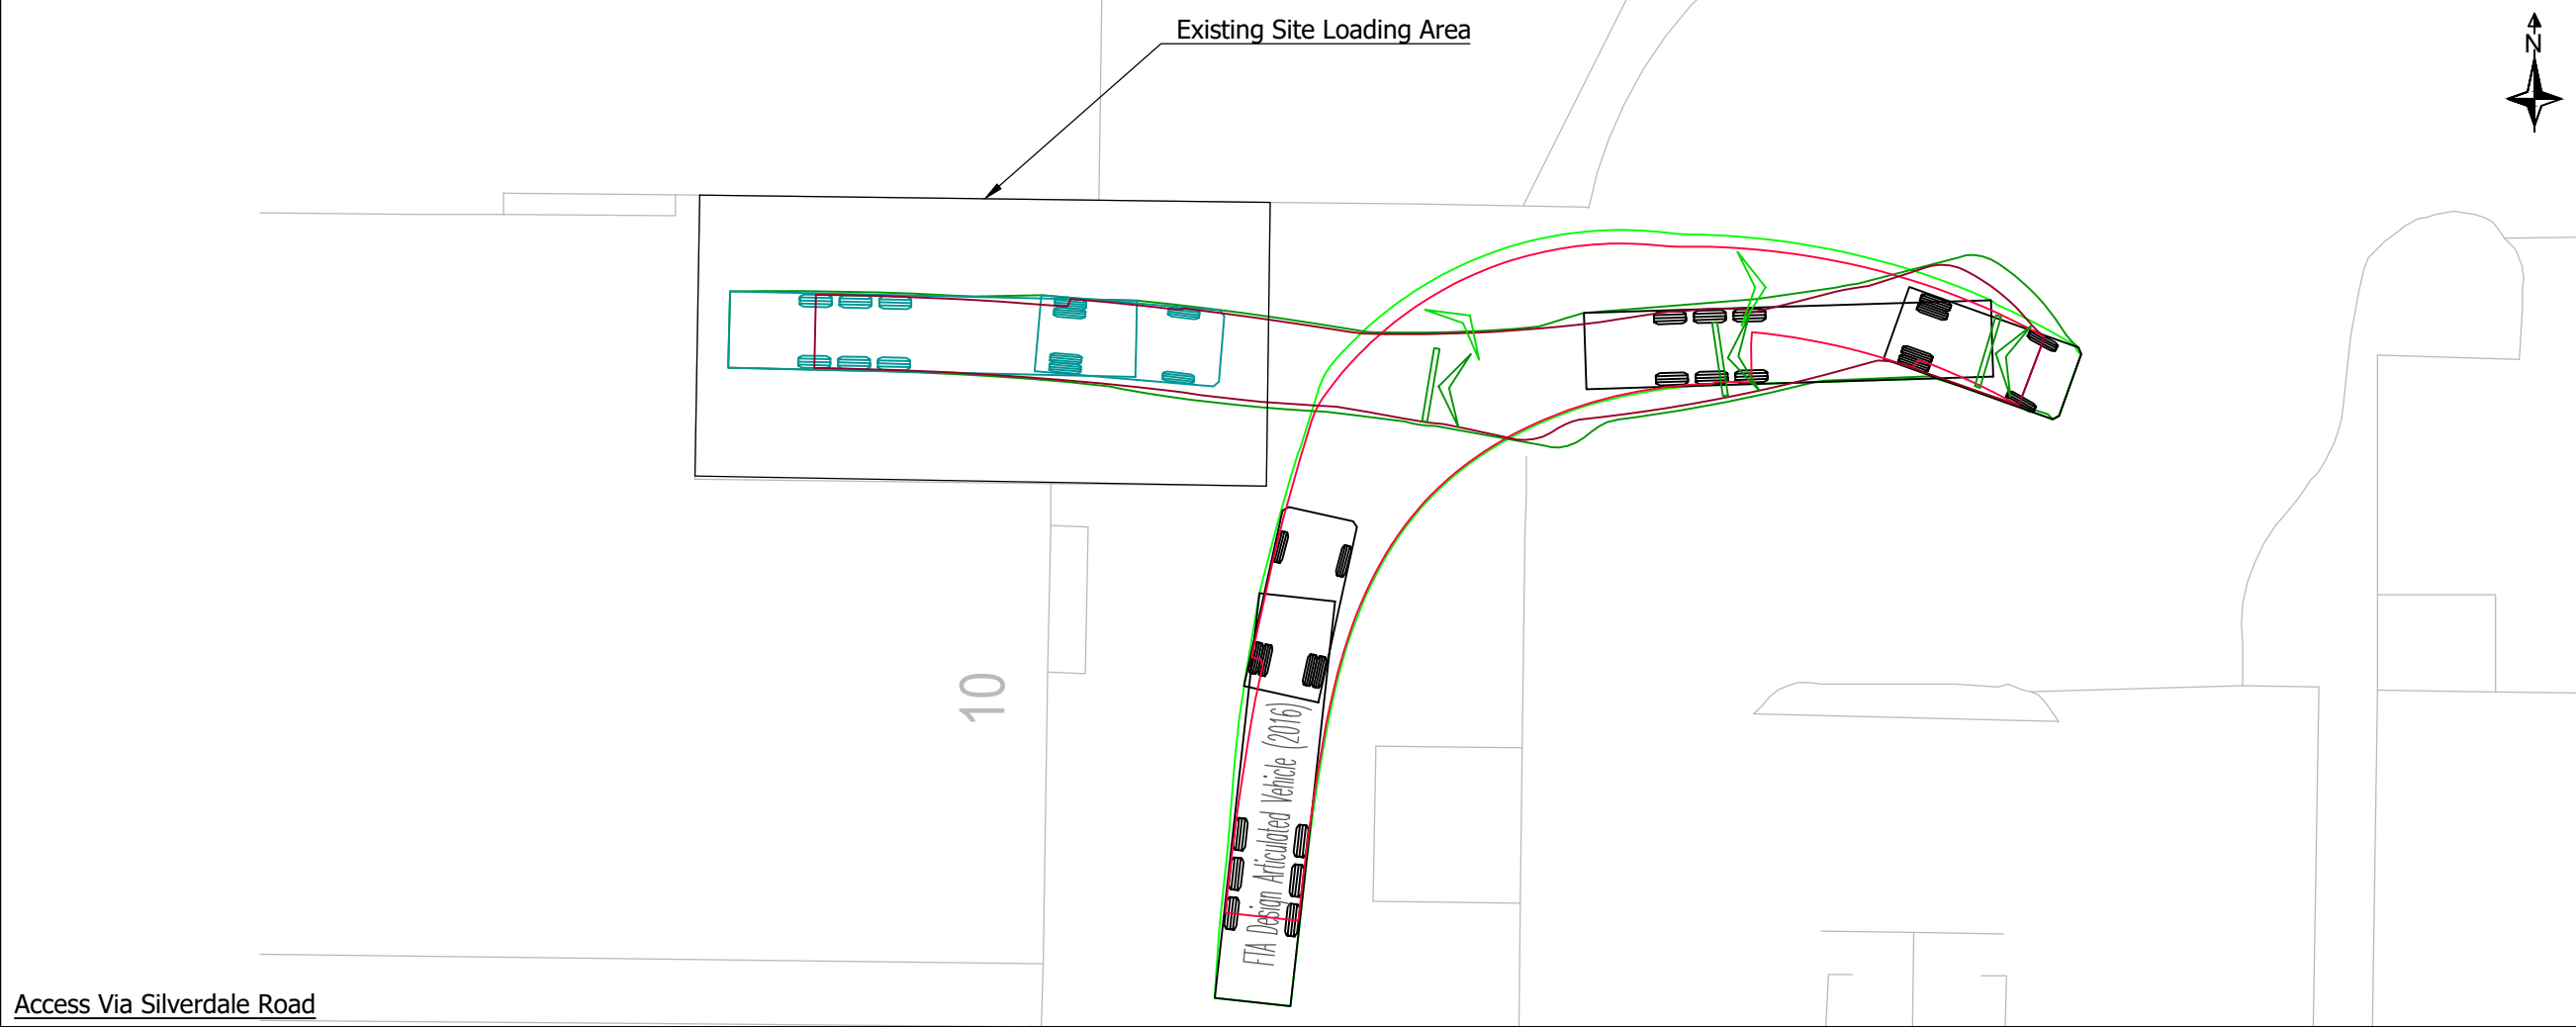 Existing Site Loading Area
N
10
FTA Design Articulated Vehicle (2016)
Access Via Silverdale Road